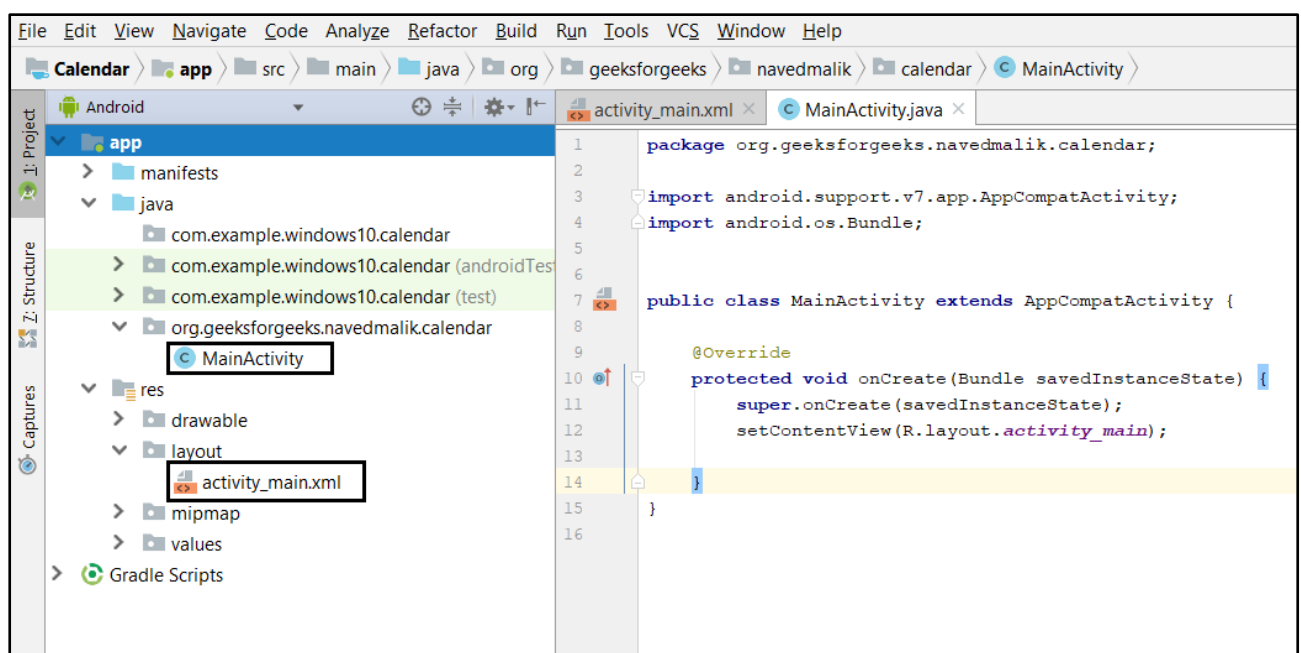 File Edit View Navigate Code Analyze Refactor Build Run Tools VCS Window Help
Calendar app src main java org geeksforgeeks navedmalik calendar C MainActivity
1: Project
Z: Structure
Captures
Android
app
manifests
java
com.example.windows10.calendar
com.example.windows10.calendar (androidTes
com.example.windows10.calendar (test)
org.geeksforgeeks.navedmalik.calendar
C MainActivity
res
drawable
layout
activity_main.xml
mipmap
values
Gradle Scripts
activity_main.xml × C MainActivity.java ×
1 package org.geeksforgeeks.navedmalik.calendar;
2
3 import android.support.v7.app.AppCompatActivity;
4 import android.os.Bundle;
5
6
7 public class MainActivity extends AppCompatActivity {
8
9 @Override
10 protected void onCreate(Bundle savedInstanceState) {
11 super.onCreate(savedInstanceState);
12 setContentView(R.layout.activity_main);
13
14 }
15 }
16